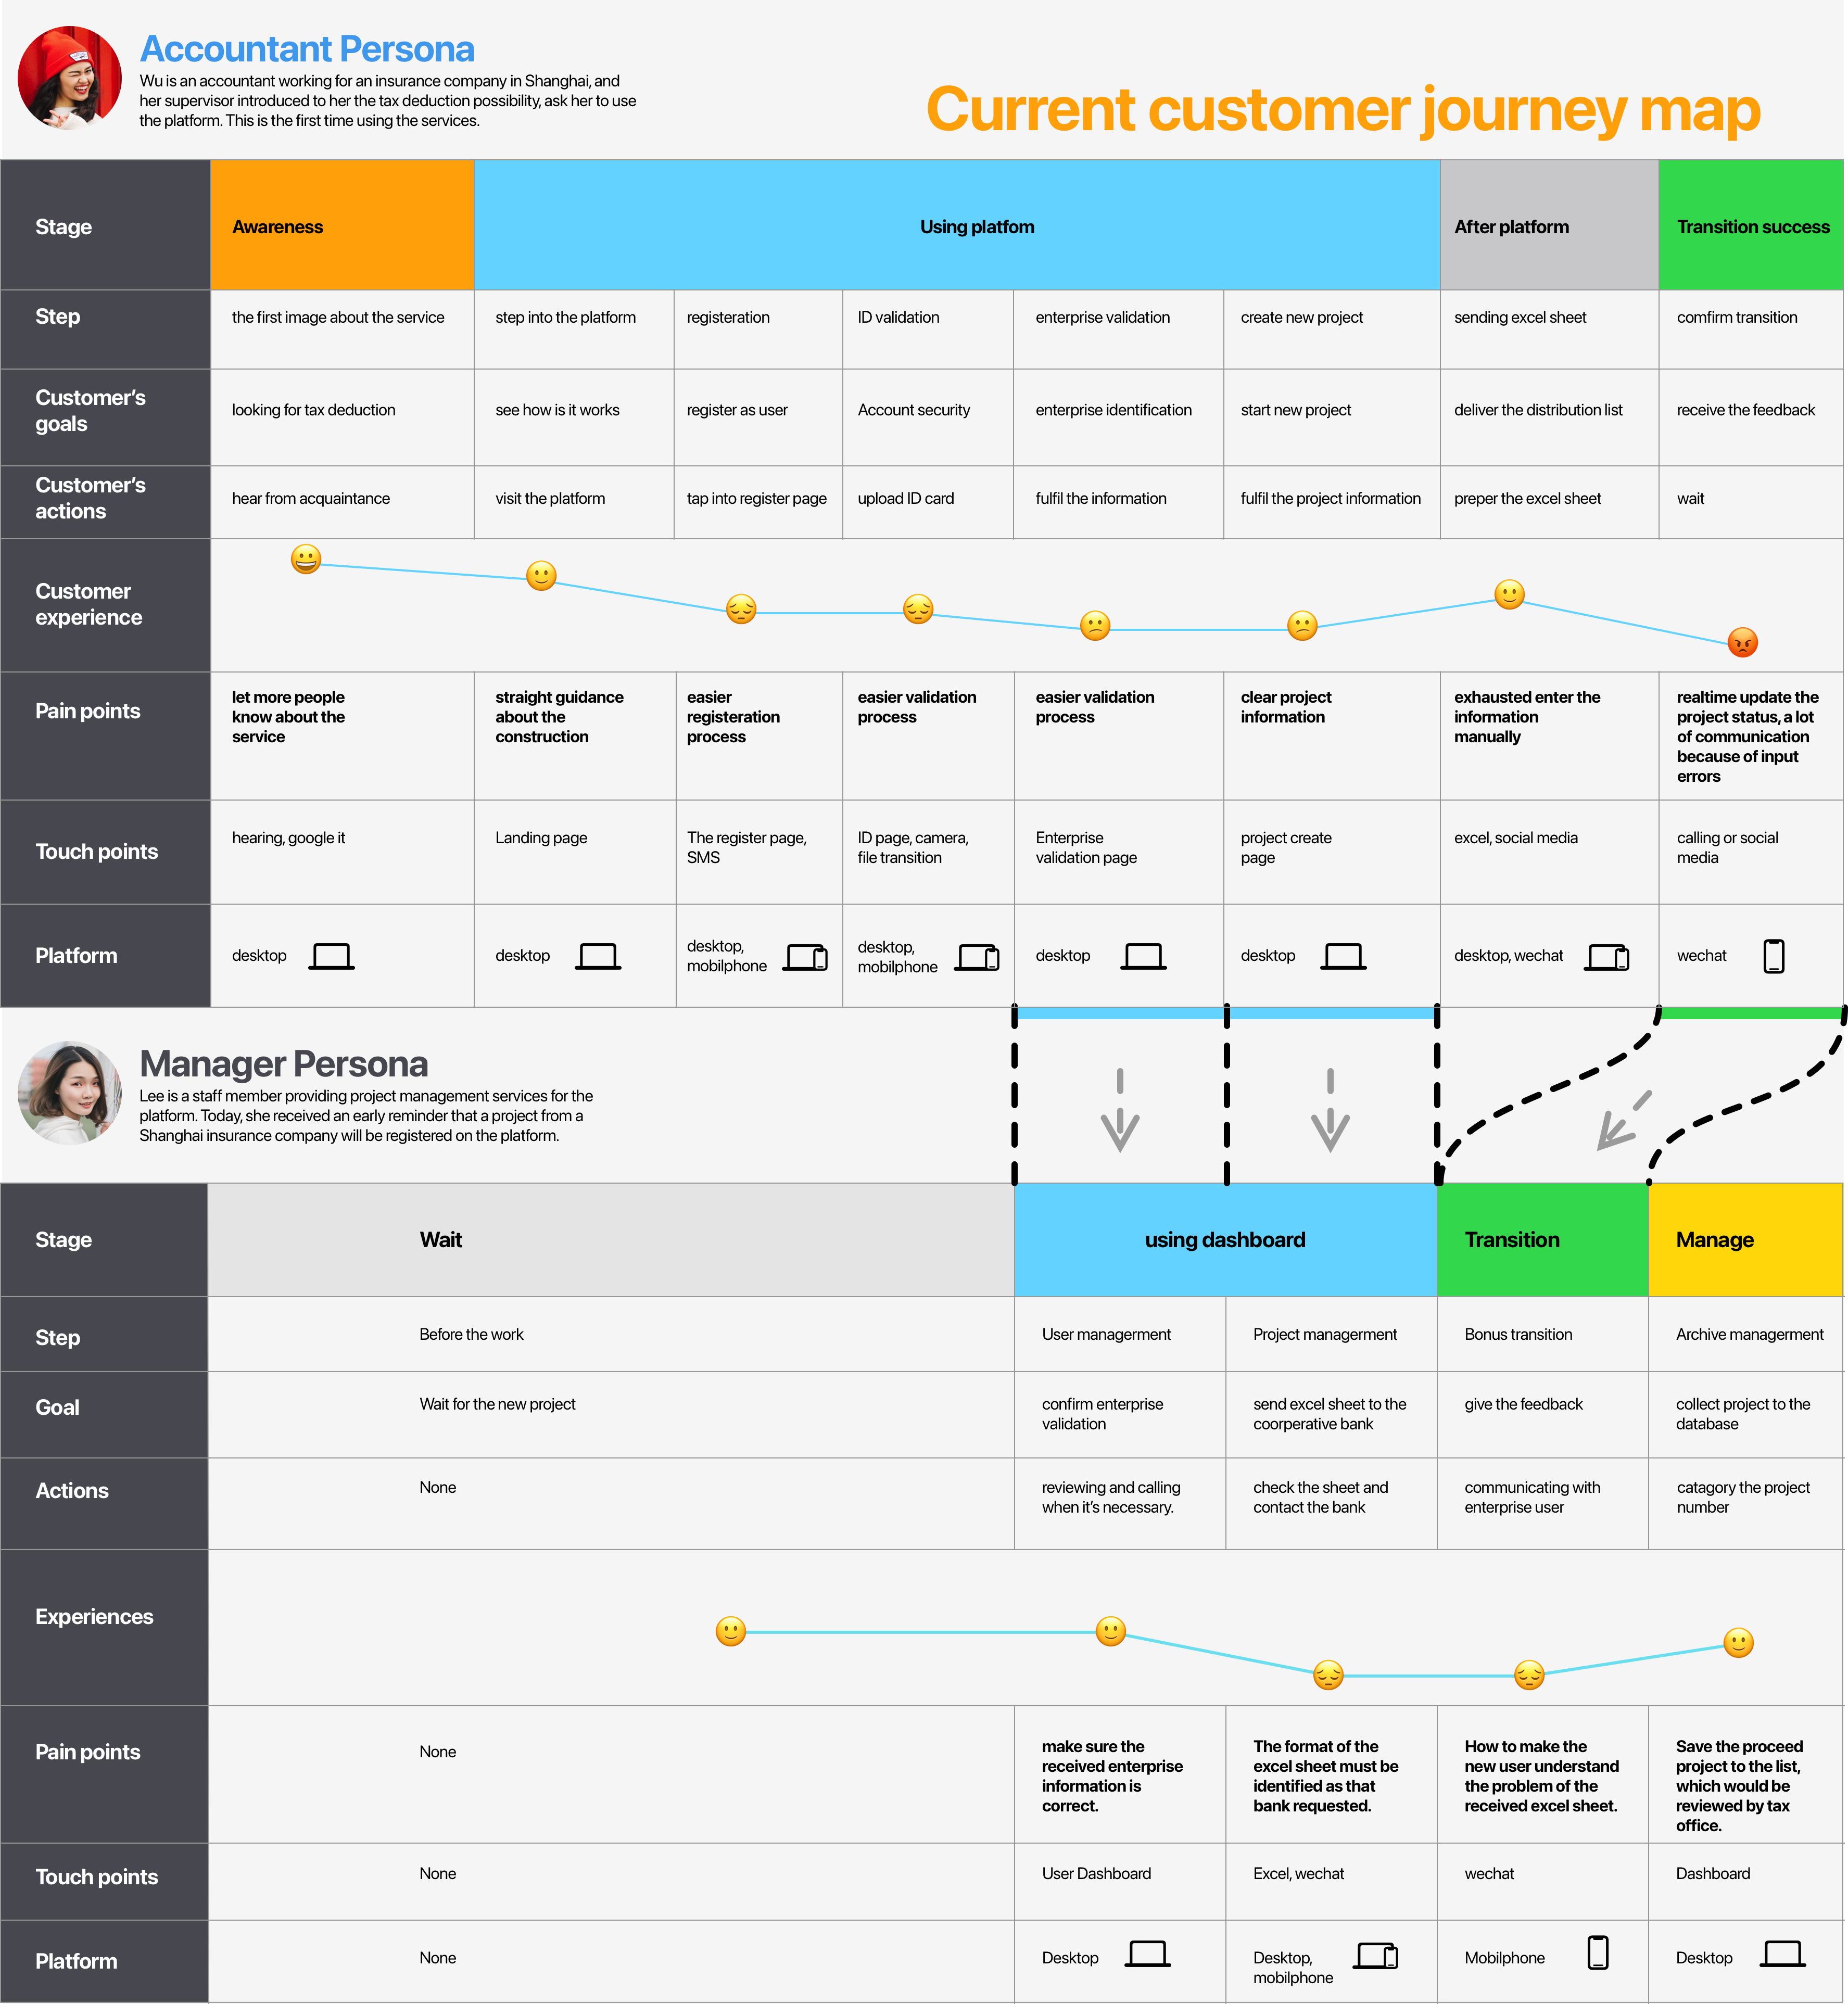 Accountant Persona
Wu is an accountant working for an insurance company in Shanghai, and
her supervisor introduced to her the tax deduction possibility, ask her to use
the platform. This is the first time using the services.
Current customer journey map
Stage
Awareness
Using platfom
After platform
Transition success
Step
the first image about the service
step into the platform
registeration
ID validation
enterprise validation
create new project
sending excel sheet
comfirm transition
Customer's
goals
looking for tax deduction
see how is it works
register as user
Account security
enterprise identification
start new project
deliver the distribution list
receive the feedback
Customer's
actions
hear from acquaintance
visit the platform
tap into register page
upload ID card
fulfil the information
fulfil the project information
preper the excel sheet
wait
Customer
experience
Pain points
let more people
know about the
service
straight guidance
about the
construction
easier
registeration
process
easier validation
process
easier validation
process
clear project
information
exhausted enter the
information
manually
realtime update the
project status, a lot
of communication
because of input
errors
Touch points
hearing, google it
Landing page
The register page,
SMS
ID page, camera,
file transition
Enterprise
validation page
project create
page
excel, social media
calling or social
media
Platform
desktop
desktop
desktop,
mobilphone
desktop,
mobilphone
desktop
desktop
desktop, wechat
wechat
Manager Persona
Lee is a staff member providing project management services for the
platform. Today, she received an early reminder that a project from a
Shanghai insurance company will be registered on the platform.
Stage
Wait
using dashboard
Transition
Manage
Step
Before the work
User managerment
Project managerment
Bonus transition
Archive managerment
Goal
Wait for the new project
confirm enterprise
validation
send excel sheet to the
coorperative bank
give the feedback
collect project to the
database
Actions
None
reviewing and calling
when it's necessary.
check the sheet and
contact the bank
communicating with
enterprise user
catagory the project
number
Experiences
Pain points
None
make sure the
received enterprise
information is
correct.
The format of the
excel sheet must be
identified as that
bank requested.
How to make the
new user understand
the problem of the
received excel sheet.
Save the proceed
project to the list,
which would be
reviewed by tax
office.
Touch points
None
User Dashboard
Excel, wechat
wechat
Dashboard
Platform
None
Desktop
Desktop,
mobilphone
Mobilphone
Desktop